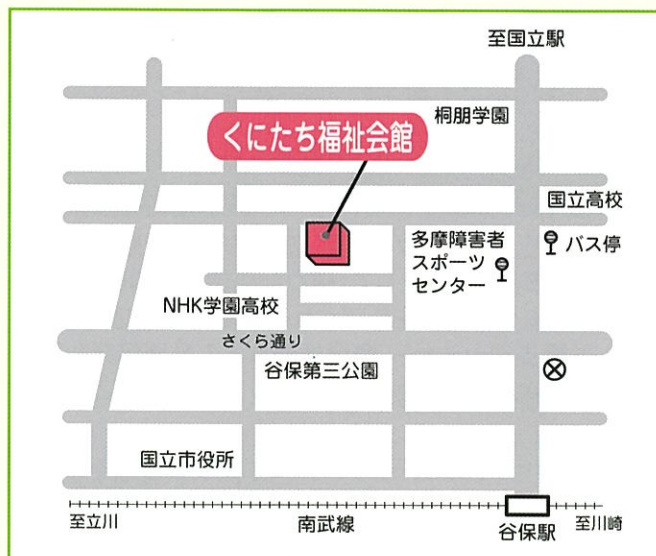 至国立駅
桐朋学園
くにたち福祉会館
国立高校
多摩障害者
スポーツ
センター
バス停
NHK学園高校
さくら通り
谷保第三公園
国立市役所
至立川
南武線
谷保駅
至川崎